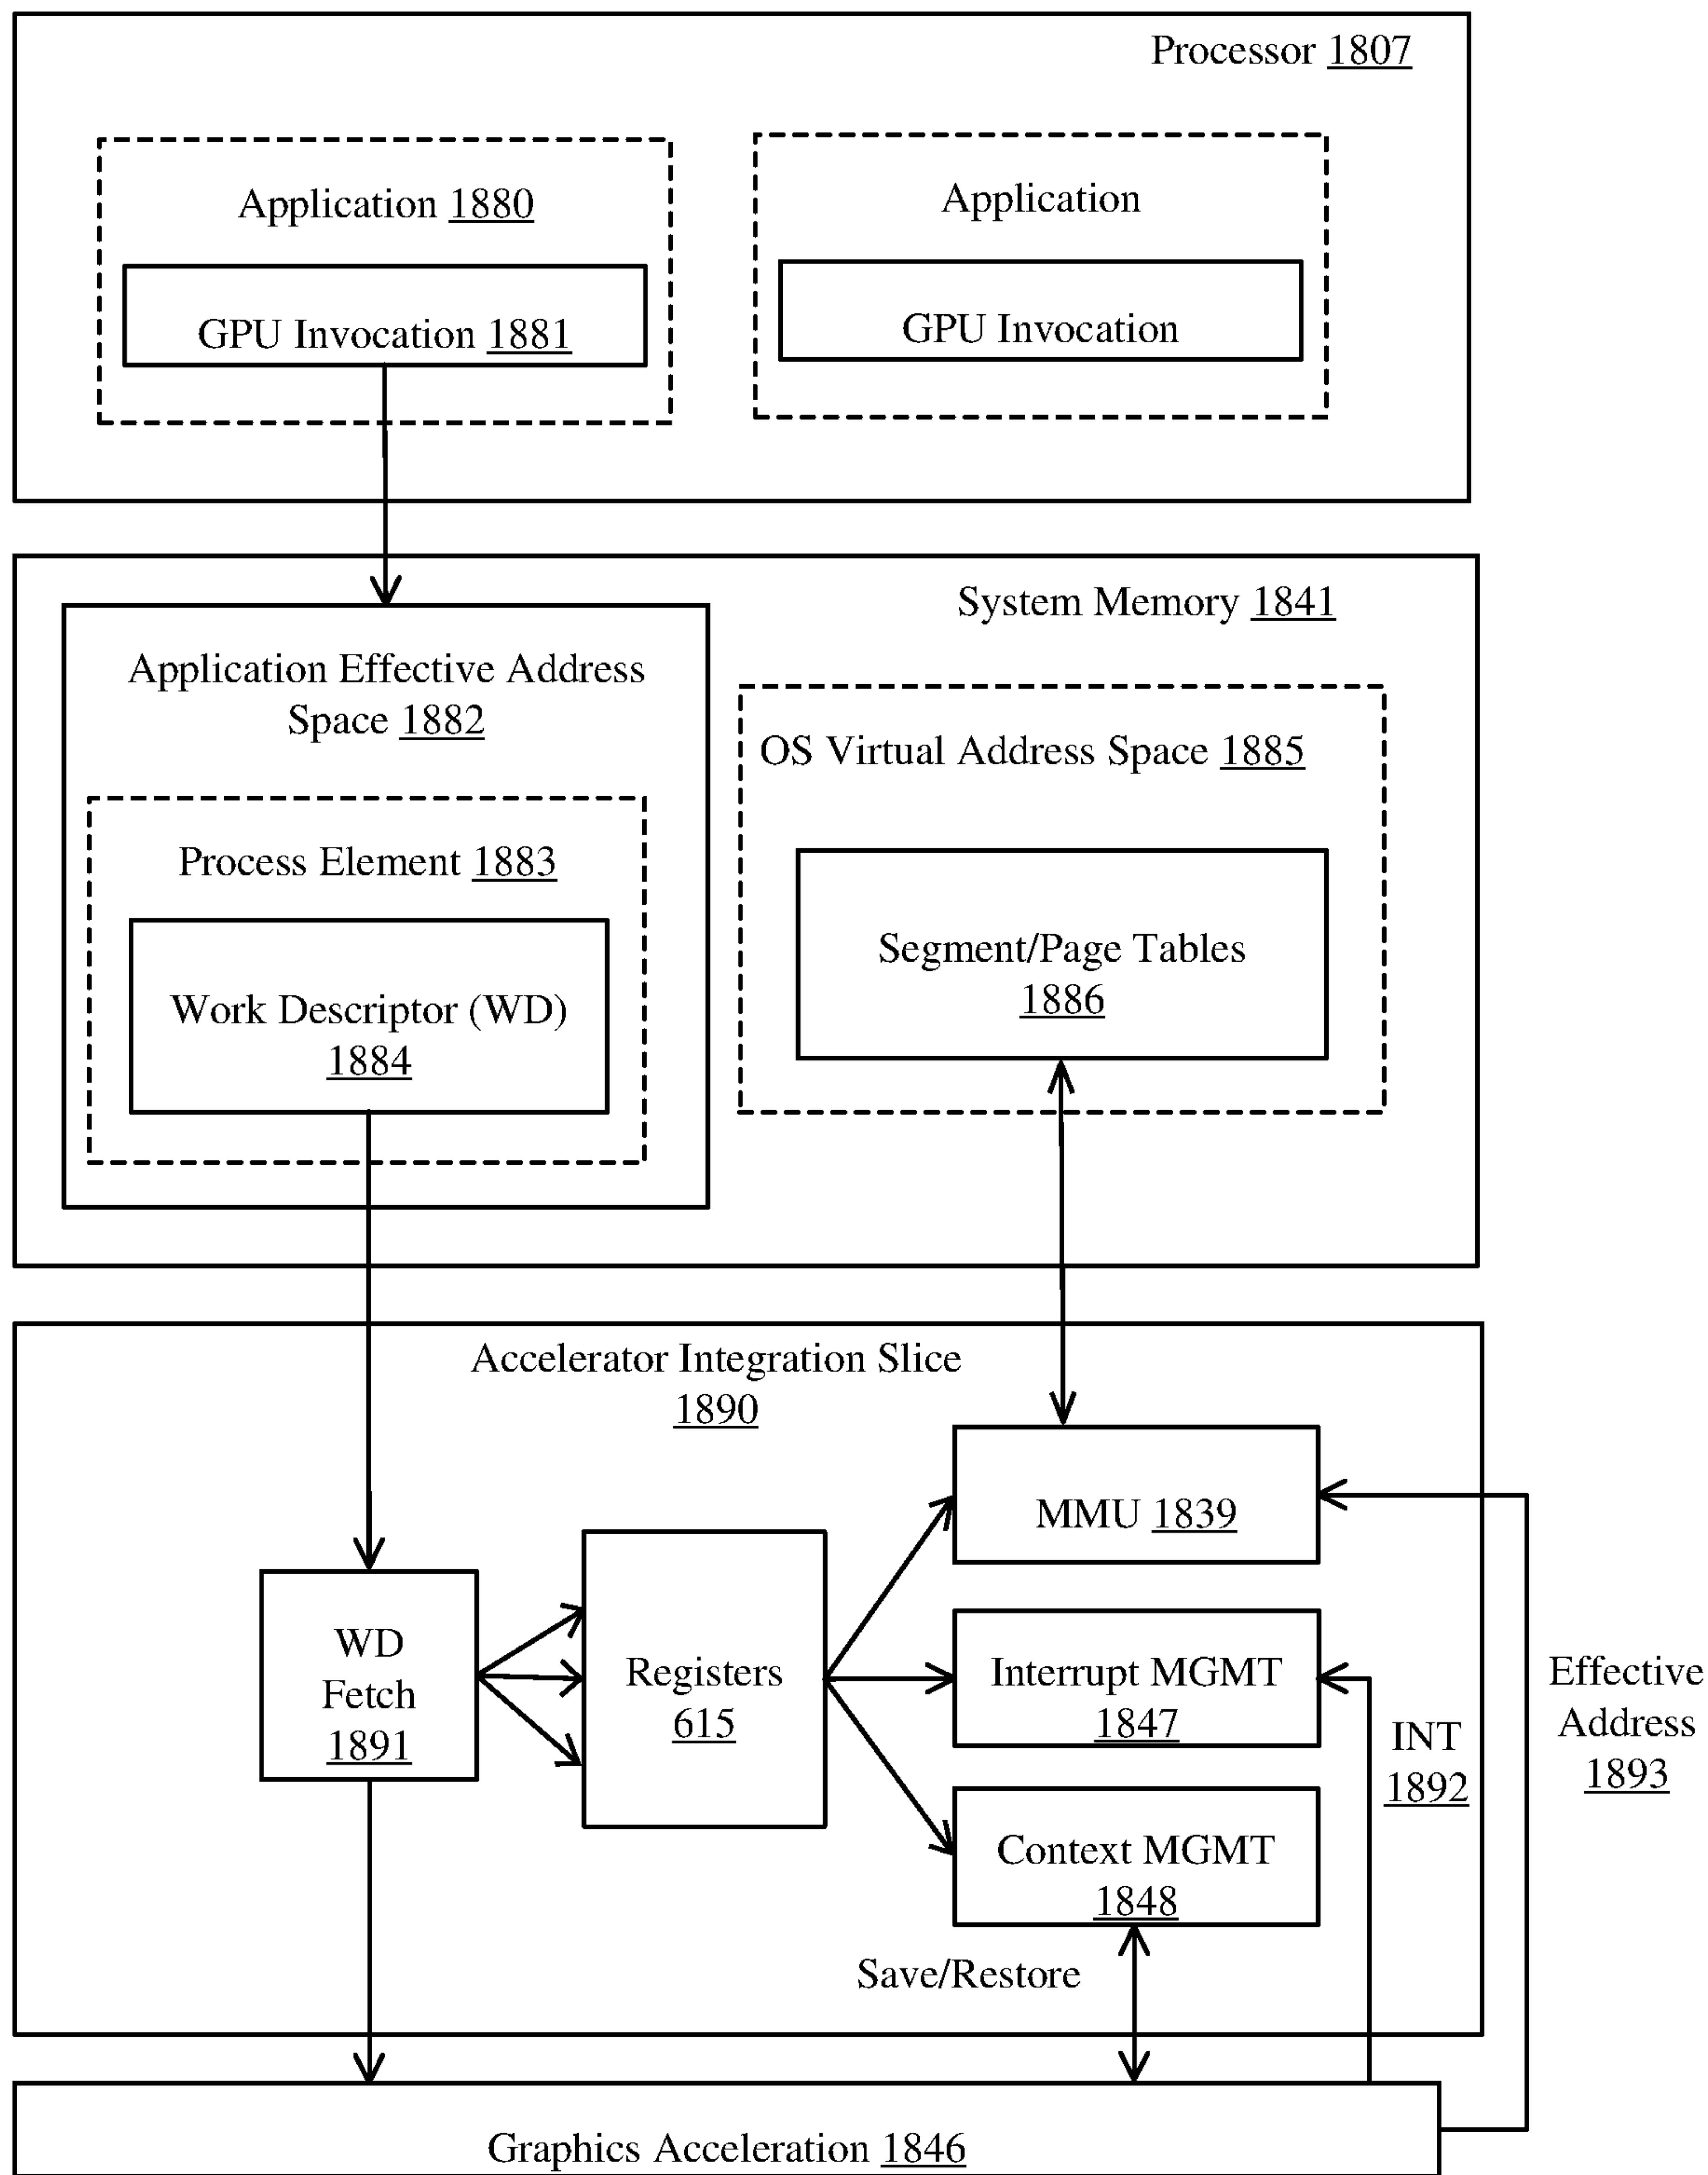 Processor 1807
Application 1880
GPU Invocation 1881
Application
GPU Invocation
System Memory 1841
Application Effective Address
Space 1882
Process Element 1883
Work Descriptor (WD)
1884
OS Virtual Address Space 1885
Segment/Page Tables
1886
Accelerator Integration Slice
1890
WD
Fetch
1891
Registers
615
MMU 1839
Interrupt MGMT
1847
Context MGMT
1848
Save/Restore
INT
1892
Effective
Address
1893
Graphics Acceleration 1846